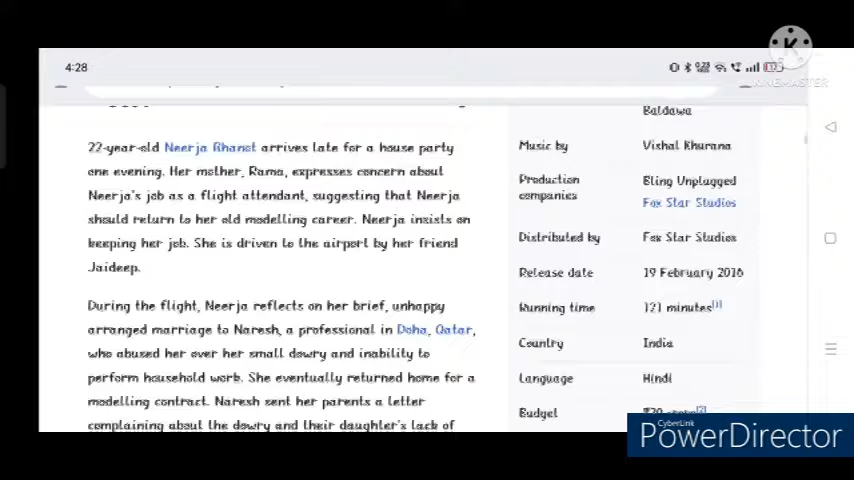 4:28
KINEMASTER
22-year-old Neerja Bhanot arrives late for a house party
one evening. Her mother, Rama, expresses concern about
Neerja's job as a flight attendant, suggesting that Neerja
should return to her old modelling career. Neerja insists on
keeping her job. She is driven to the airport by her friend
Jaideep.
During the flight, Neerja reflects on her brief, unhappy
arranged marriage to Naresh, a professional in Doha, Qatar,
who abused her over her small dowry and inability to
perform household work. She eventually returned home for a
modelling contract. Naresh sent her parents a letter
complaining about the dowry and their daughter's lack of
Baldawa
Music by Vishal Khurana
Production companies Bling Unplugged
Fox Star Studios
Distributed by Fox Star Studios
Release date 19 February 2016
Running time 121 minutes[1]
Country India
Language Hindi
Budget
CyberLink
PowerDirector